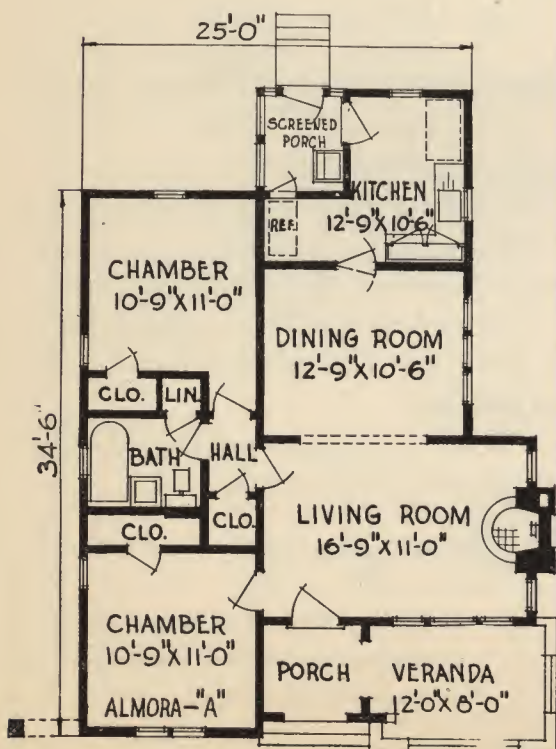 25'-0"
SCREENED
PORCH
KITCHEN
12'-9"X10'-6"
REF.
CHAMBER
10'-9"X11'-0"
DINING ROOM
12'-9"X10'-6"
CLO.
LIN.
34'-6"
BATH
HALL
CLO.
CLO.
LIVING ROOM
16'-9"X11'-0"
CHAMBER
10'-9"X11'-0"
ALMORA-"A"
PORCH
VERANDA
12'-0"X8'-0"